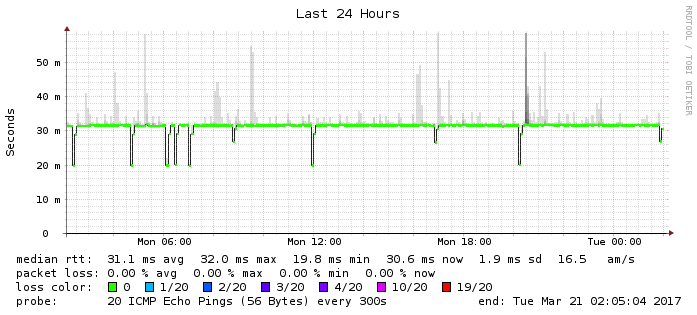 Last 24 Hours
RRDTOOL / TOBI OETIKER
Seconds
50 m
40 m
30 m
20 m
10 m
0
Mon 06:00 Mon 12:00 Mon 18:00 Tue 00:00
median rtt: 31.1 ms avg 32.0 ms max 19.8 ms min 30.6 ms now 1.9 ms sd 16.5 am/s
packet loss: 0.00 % avg 0.00 % max 0.00 % min 0.00 % now
loss color: 0 1/20 2/20 3/20 4/20 10/20 19/20
probe: 20 ICMP Echo Pings (56 Bytes) every 300s end: Tue Mar 21 02:05:04 2017